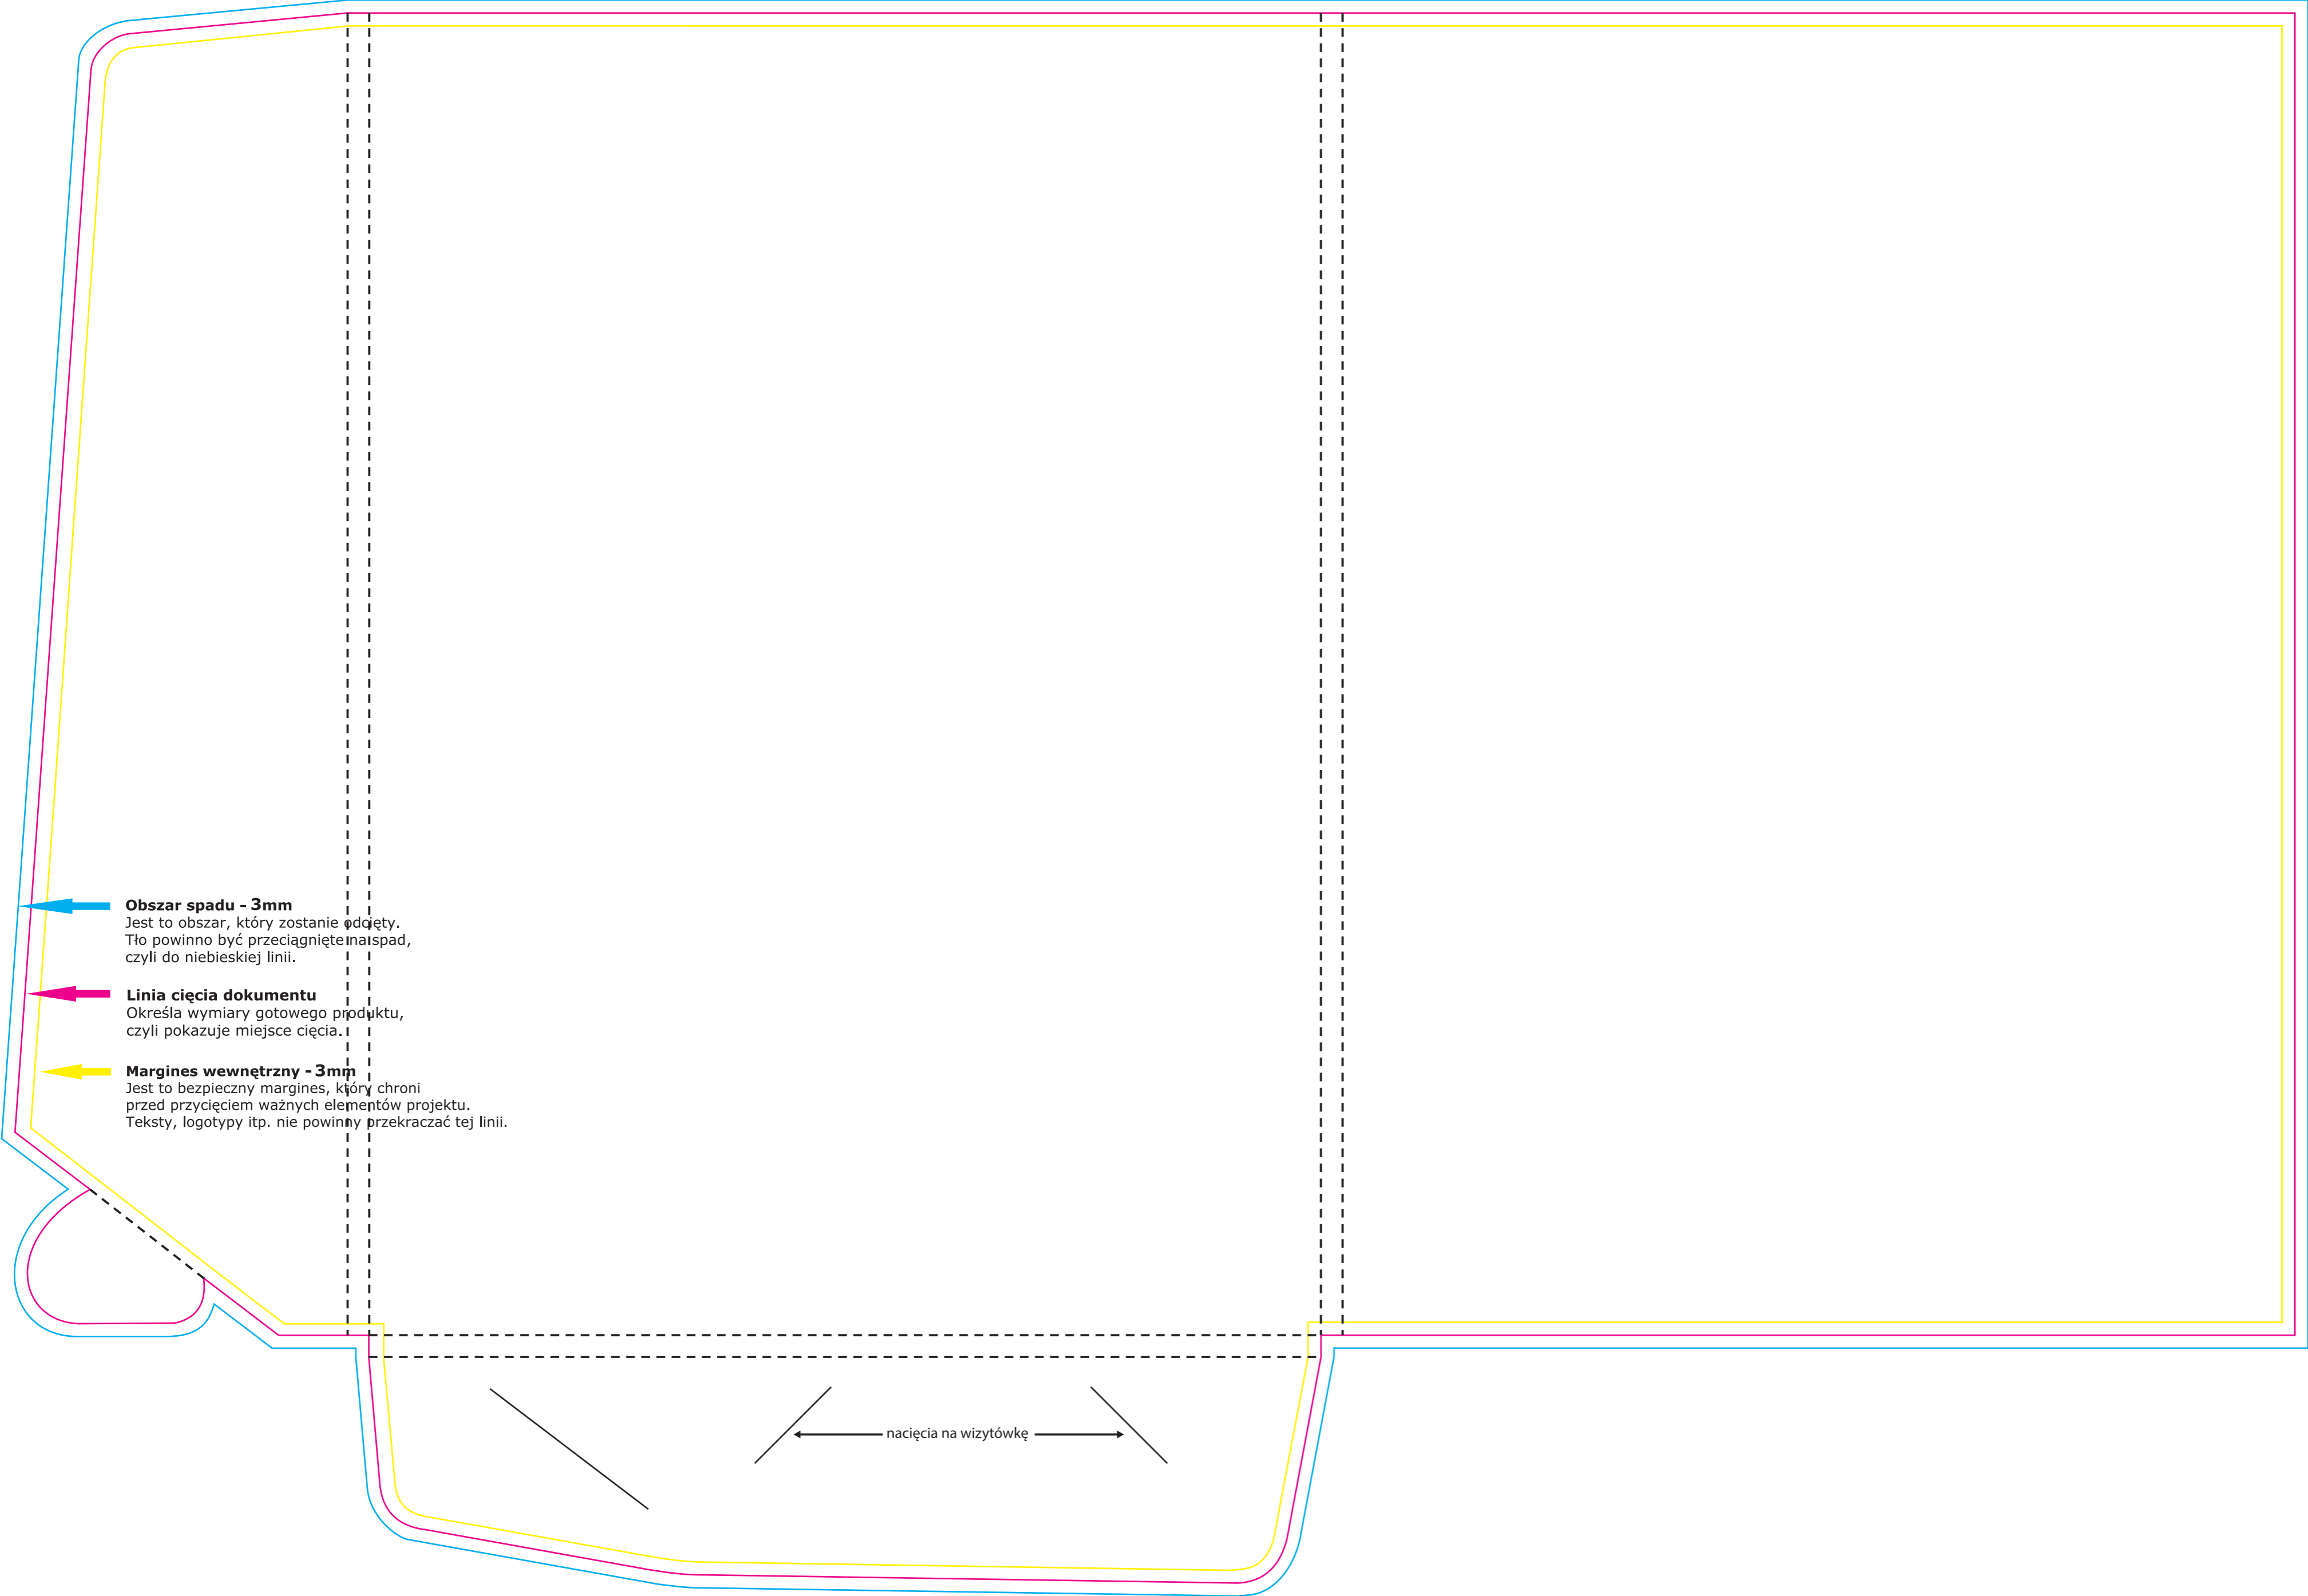 Obszar spadu - 3mm
Jest to obszar, który zostanie odcięty.
Tło powinno być przeciągnięte na spad,
czyli do niebieskiej linii.
Linia cięcia dokumentu
Określa wymiary gotowego produktu,
czyli pokazuje miejsce cięcia.
Margines wewnętrzny - 3mm
Jest to bezpieczny margines, który chroni
przed przycięciem ważnych elementów projektu.
Teksty, logotypy itp. nie powinny przekraczać tej linii.
nacięcia na wizytówkę